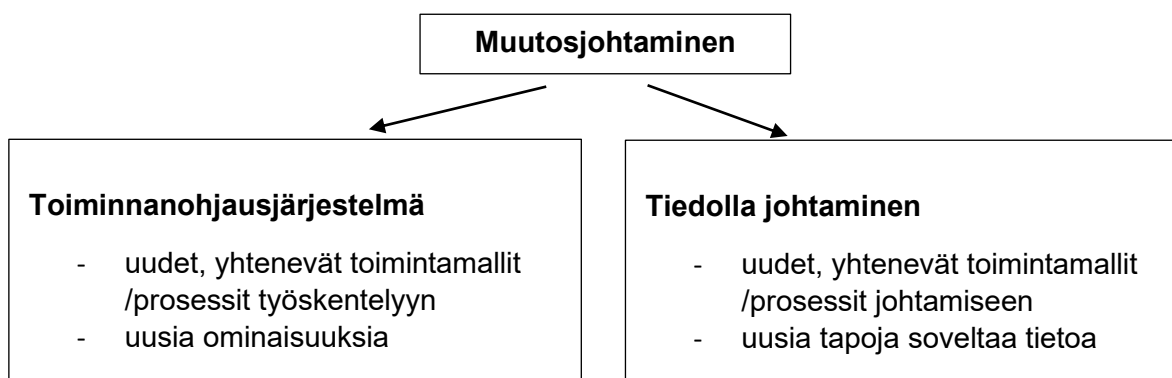 Muutosjohtaminen
Toiminnanohjausjärjestelmä
- uudet, yhtenevät toimintamallit
/prosessit työskentelyyn
- uusia ominaisuuksia
Tiedolla johtaminen
- uudet, yhtenevät toimintamallit
/prosessit johtamiseen
- uusia tapoja soveltaa tietoa